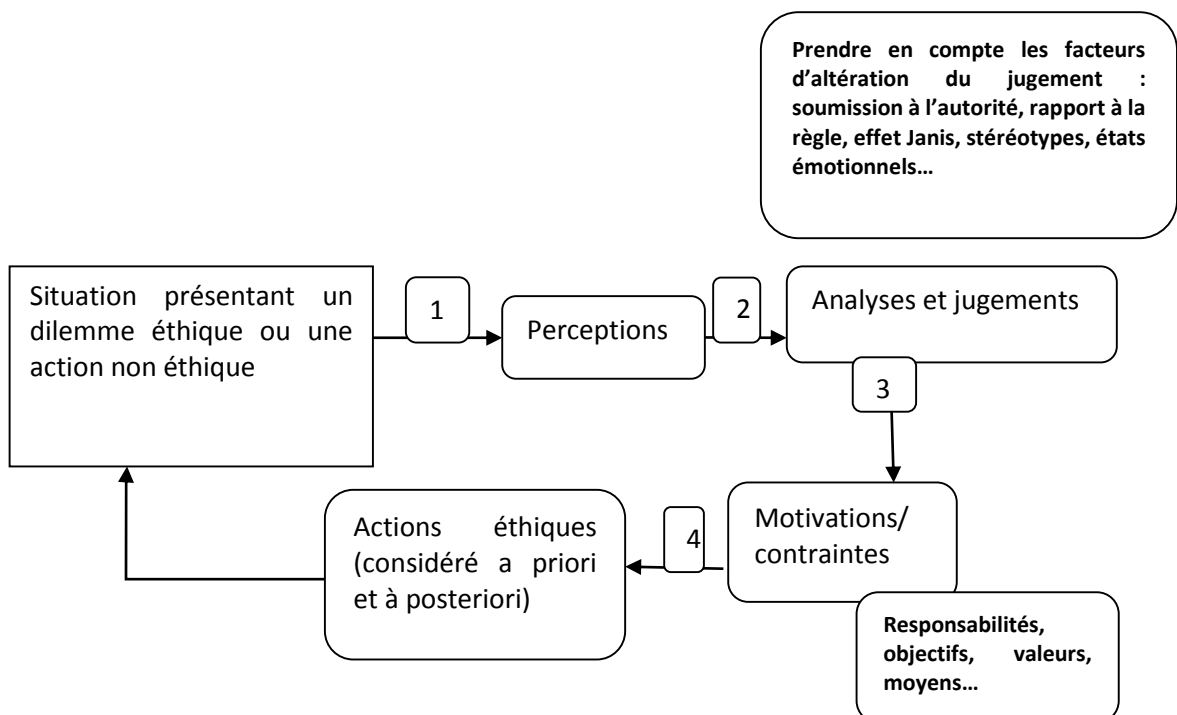 Prendre en compte les facteurs
d’altération du jugement :
soumission à l’autorité, rapport à la
règle, effet Janis, stéréotypes, états
émotionnels…
Situation présentant un
dilemme éthique ou une
action non éthique
1
Perceptions
2
Analyses et jugements
3
Motivations/
contraintes
Responsabilités,
objectifs, valeurs,
moyens…
4
Actions éthiques
(considéré a priori
et à posteriori)